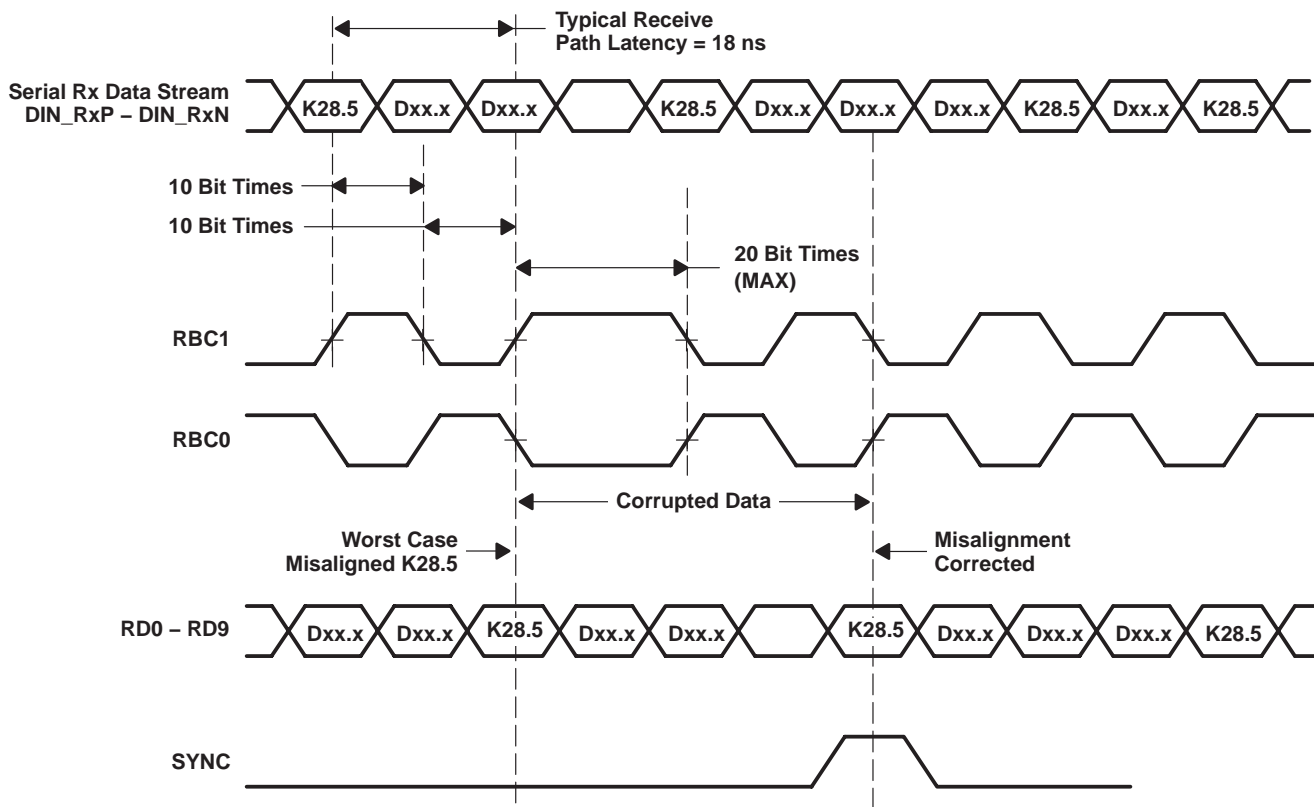 Typical Receive
Path Latency = 18 ns
Serial Rx Data Stream
DIN_RxP – DIN_RxN
K28.5 Dxx.x Dxx.x K28.5 Dxx.x Dxx.x Dxx.x K28.5 Dxx.x K28.5
10 Bit Times
10 Bit Times
20 Bit Times
(MAX)
RBC1
RBC0
Corrupted Data
Worst Case
Misaligned K28.5
Misalignment
Corrected
RD0 – RD9
Dxx.x Dxx.x K28.5 Dxx.x Dxx.x K28.5 Dxx.x Dxx.x Dxx.x K28.5
SYNC